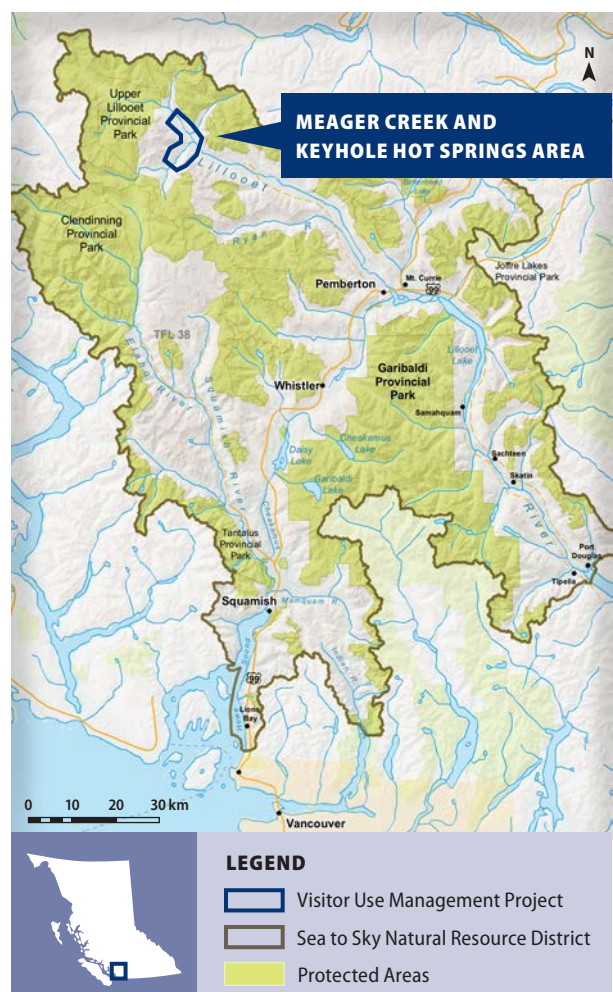 N
Upper
Lillooet
Provincial
Park
MEAGER CREEK AND
KEYHOLE HOT SPRINGS AREA
Lillooet
Clendinning
Provincial
Park
Ryan R
Joffre Lakes
Provincial Park
Mt. Currie
Pemberton
99
TFL 38
Elaho River
Squamish River
Lillooet
Lake
Garibaldi
Provincial
Park
Whistler
Samahquam
Cheakamus
Lake
Daisy
Lake
Sachteen
Skatin
Garibaldi
Lake
River
Cheakamus
Tantalus
Provincial
Park
Port
Douglas
Tipella
Squamish
Mamquam R
Indian R
Howe Sound
99
Lions
Bay
0 10 20 30 km
Vancouver
LEGEND
Visitor Use Management Project
Sea to Sky Natural Resource District
Protected Areas